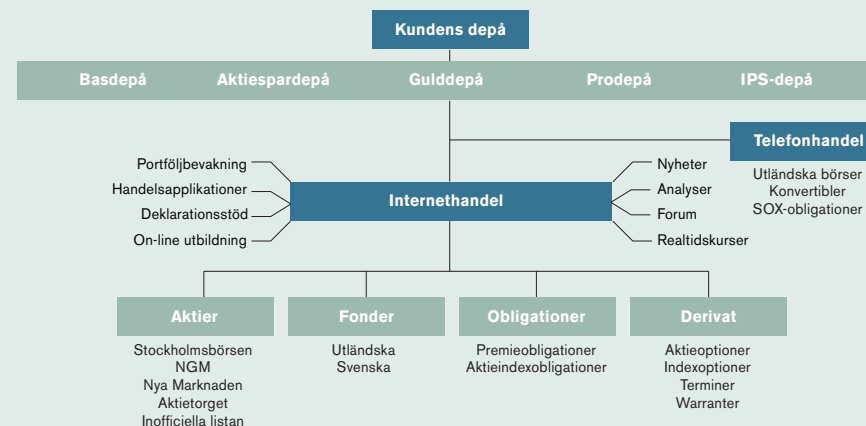 Kundens depå
Basdepå Aktiespardepå Gulddepå Prodepå IPS-depå
Telefonhandel
Utländska börser
Konvertibler
SOX-obligationer
Portföljbevakning
Handelsapplikationer
Deklarationsstöd
On-line utbildning
Internethandel
Nyheter
Analyser
Forum
Realtidskurser
Aktier
Stockholmsbörsen
NGM
Nya Marknaden
Aktietorget
Inofficiella listan
Fonder
Utländska
Svenska
Obligationer
Premieobligationer
Aktieindexobligationer
Derivat
Aktieoptioner
Indexoptioner
Terminer
Warranter